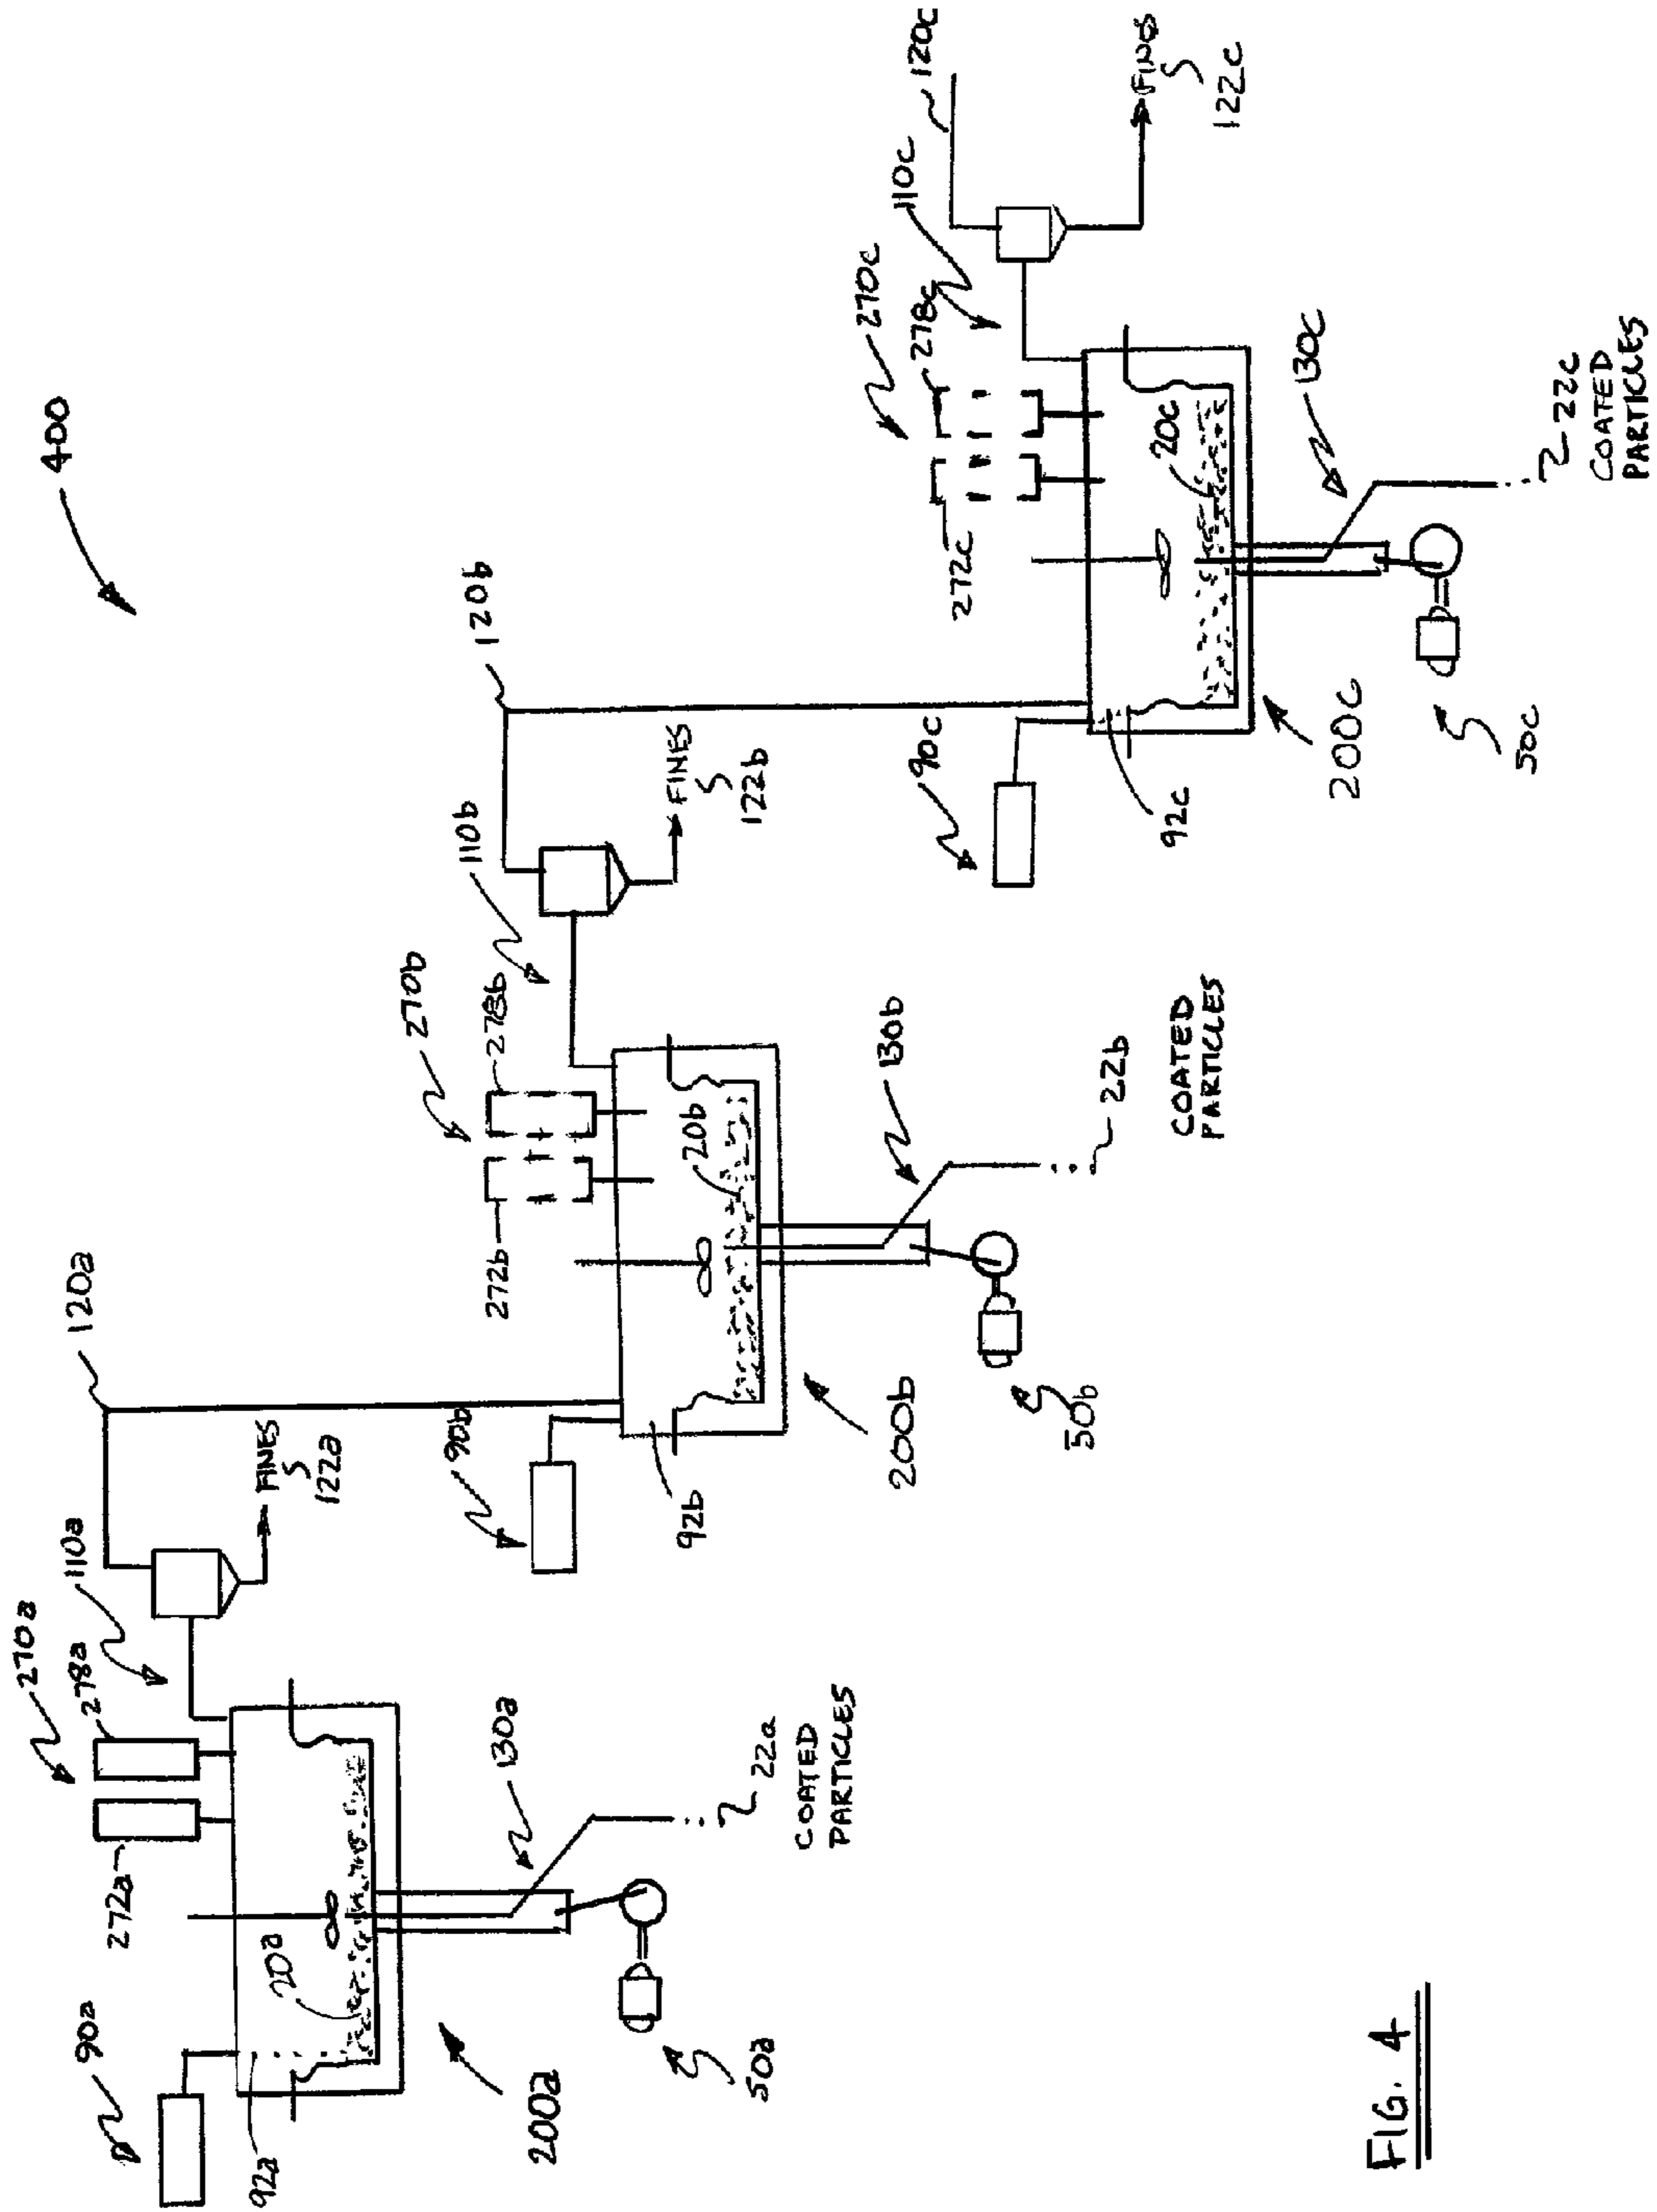 400
270a
278a
110a
120a
90a
272a
92a
20a
FINES
122a
200a
130a
50a
22a
COATED
PARTICLES
270b
278b
110b
120b
90b
272b
92b
20b
FINES
122b
200b
130b
50b
22b
COATED
PARTICLES
270c
278c
110c
120c
90c
272c
92c
20c
FINS
122c
200c
130c
50c
22c
COATED
PARTICLES
FIG. 4